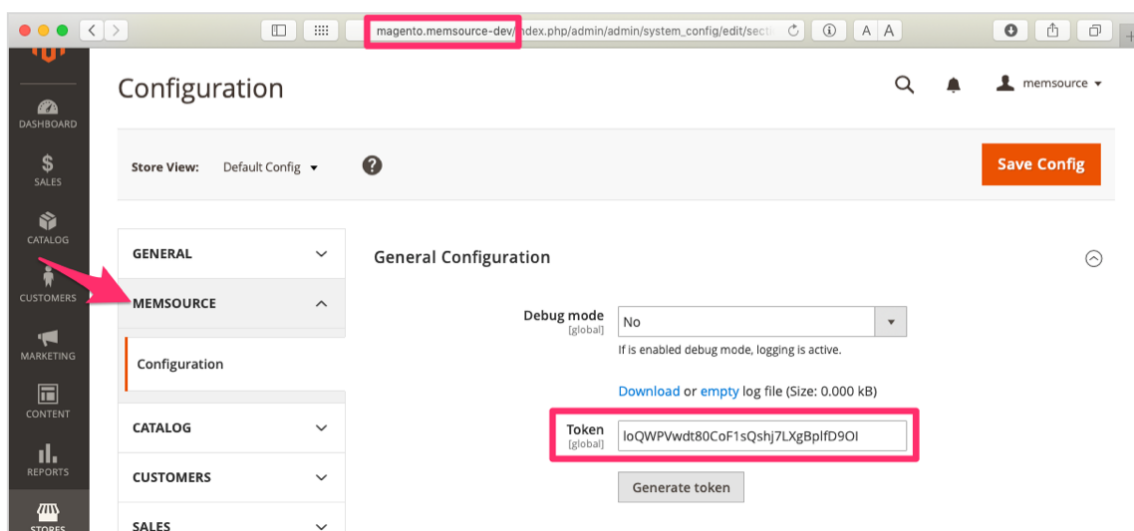 magento.memsource-dev/index.php/admin/admin/system_config/edit/secti
A A
Configuration
memsource
DASHBOARD
Store View: Default Config
?
Save Config
$
SALES
CATALOG
GENERAL
General Configuration
CUSTOMERS
MEMSOURCE
Debug mode
[global]
No
If is enabled debug mode, logging is active.
MARKETING
Configuration
Download or empty log file (Size: 0.000 kB)
CONTENT
CATALOG
Token
[global]
loQWPVwdt80CoF1sQshj7LXgBplfD9OI
REPORTS
CUSTOMERS
Generate token
STORES
SALES